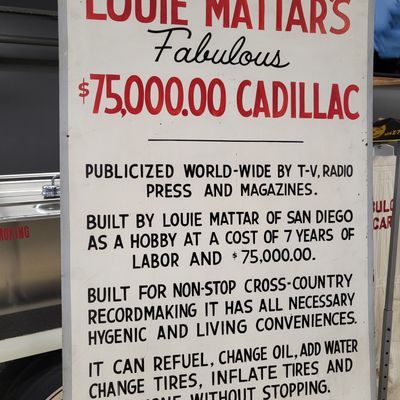 LOUIE MATTAR'S
Fabulous
$75,000.00 CADILLAC
PUBLICIZED WORLD-WIDE BY T-V, RADIO
PRESS AND MAGAZINES.
BUILT BY LOUIE MATTAR OF SAN DIEGO
AS A HOBBY AT A COST OF 7 YEARS OF
LABOR AND $75,000.00.
BUILT FOR NON-STOP CROSS-COUNTRY
RECORDMAKING IT HAS ALL NECESSARY
HYGENIC AND LIVING CONVENIENCES.
IT CAN REFUEL, CHANGE OIL, ADD WATER
CHANGE TIRES, INFLATE TIRES AND
WITHOUT STOPPING.